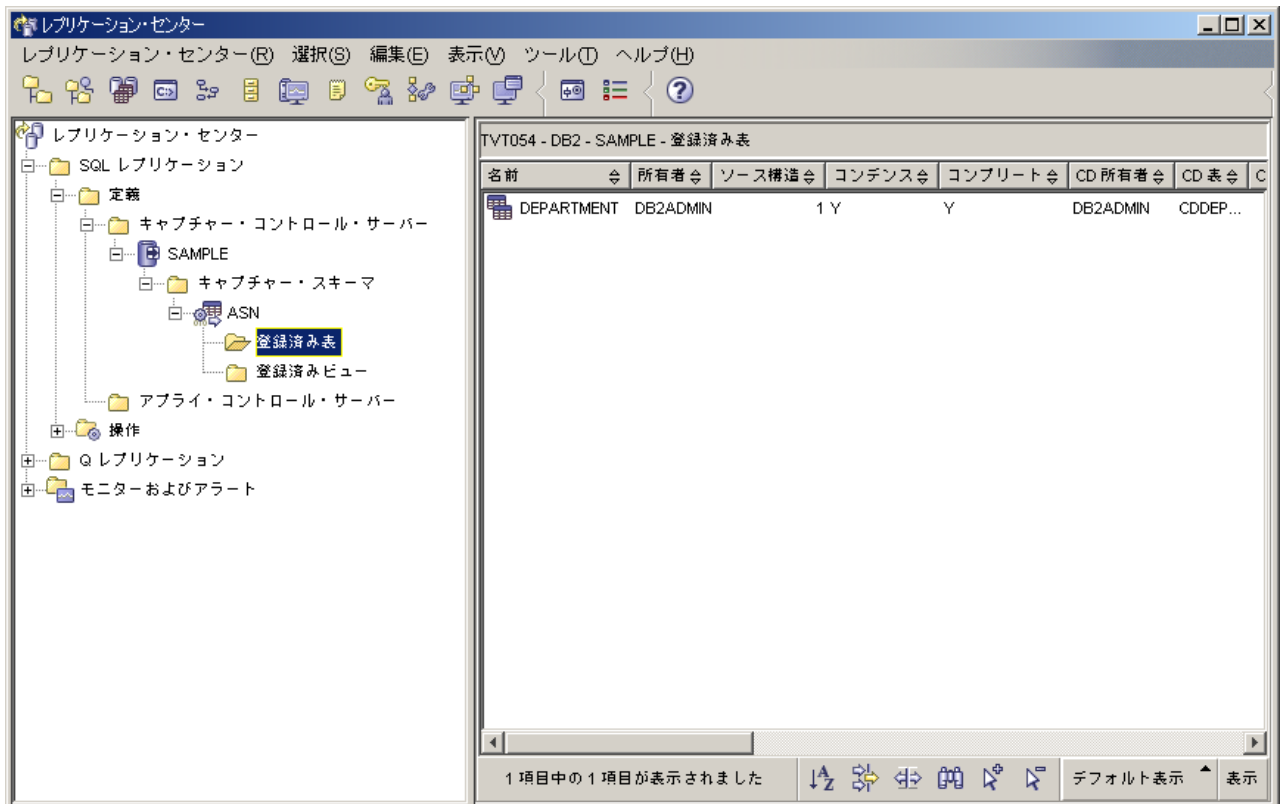 レプリケーション・センター
レプリケーション・センター(R) 選択(S) 編集(E) 表示(V) ツール(T) ヘルプ(H)
レプリケーション・センター
SQL レプリケーション
定義
キャプチャー・コントロール・サーバー
SAMPLE
キャプチャー・スキーマ
ASN
登録済み表
登録済みビュー
アプライ・コントロール・サーバー
操作
Q レプリケーション
モニターおよびアラート
TVT054 - DB2 - SAMPLE - 登録済み表
名前 所有者 ソース構造 コンデンス コンプリート CD 所有者 CD 表 C
DEPARTMENT DB2ADMIN 1 Y Y DB2ADMIN CDDEP...
1 項目中の 1 項目が表示されました デフォルト表示 表示